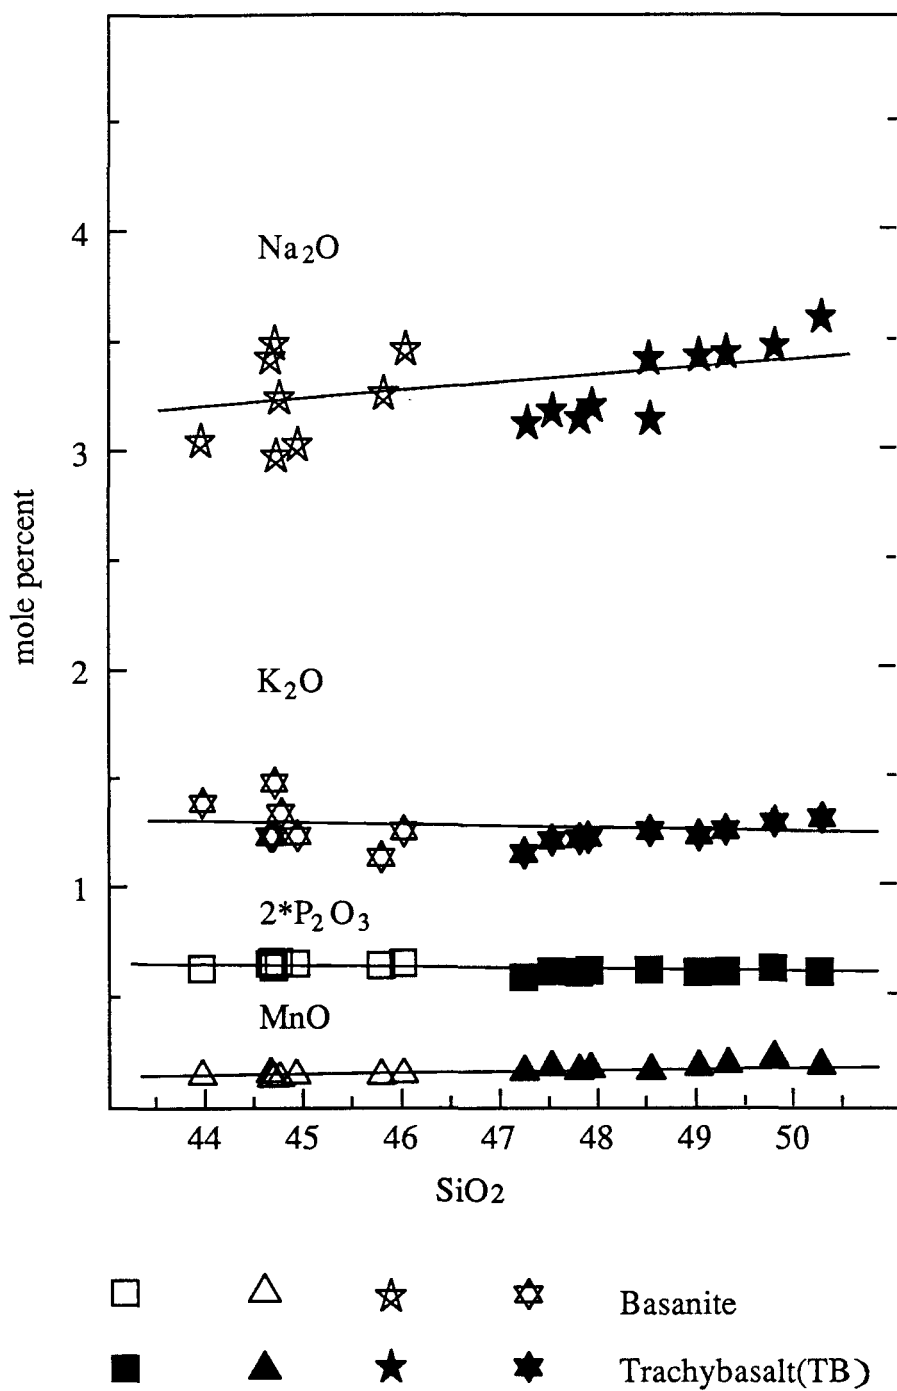 4
Na₂O
3
mole percent
2
K₂O
1
2*P₂O₃
MnO
44 45 46 47 48 49 50
SiO₂
Basanite
Trachybasalt(TB)